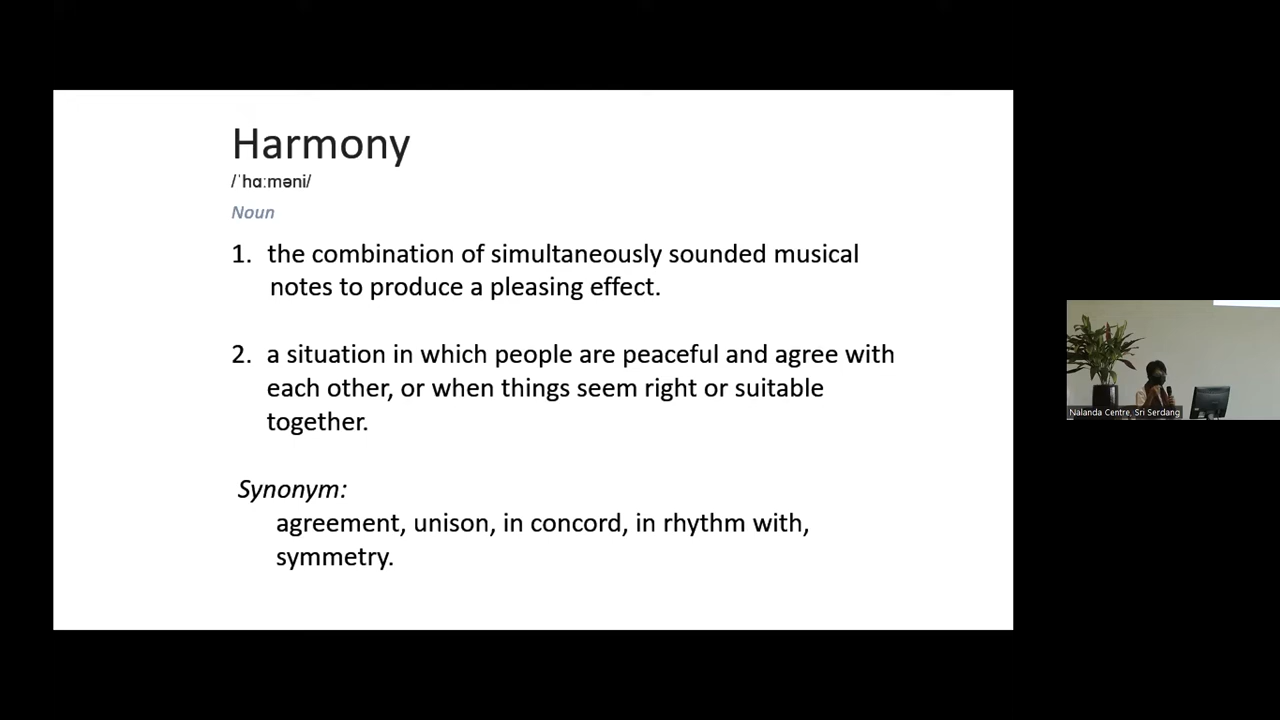 Harmony
/ˈhɑːməni/
Noun
1. the combination of simultaneously sounded musical
notes to produce a pleasing effect.
2. a situation in which people are peaceful and agree with
each other, or when things seem right or suitable
together.
Synonym:
agreement, unison, in concord, in rhythm with,
symmetry.
Nalanda Centre, Sri Serdang